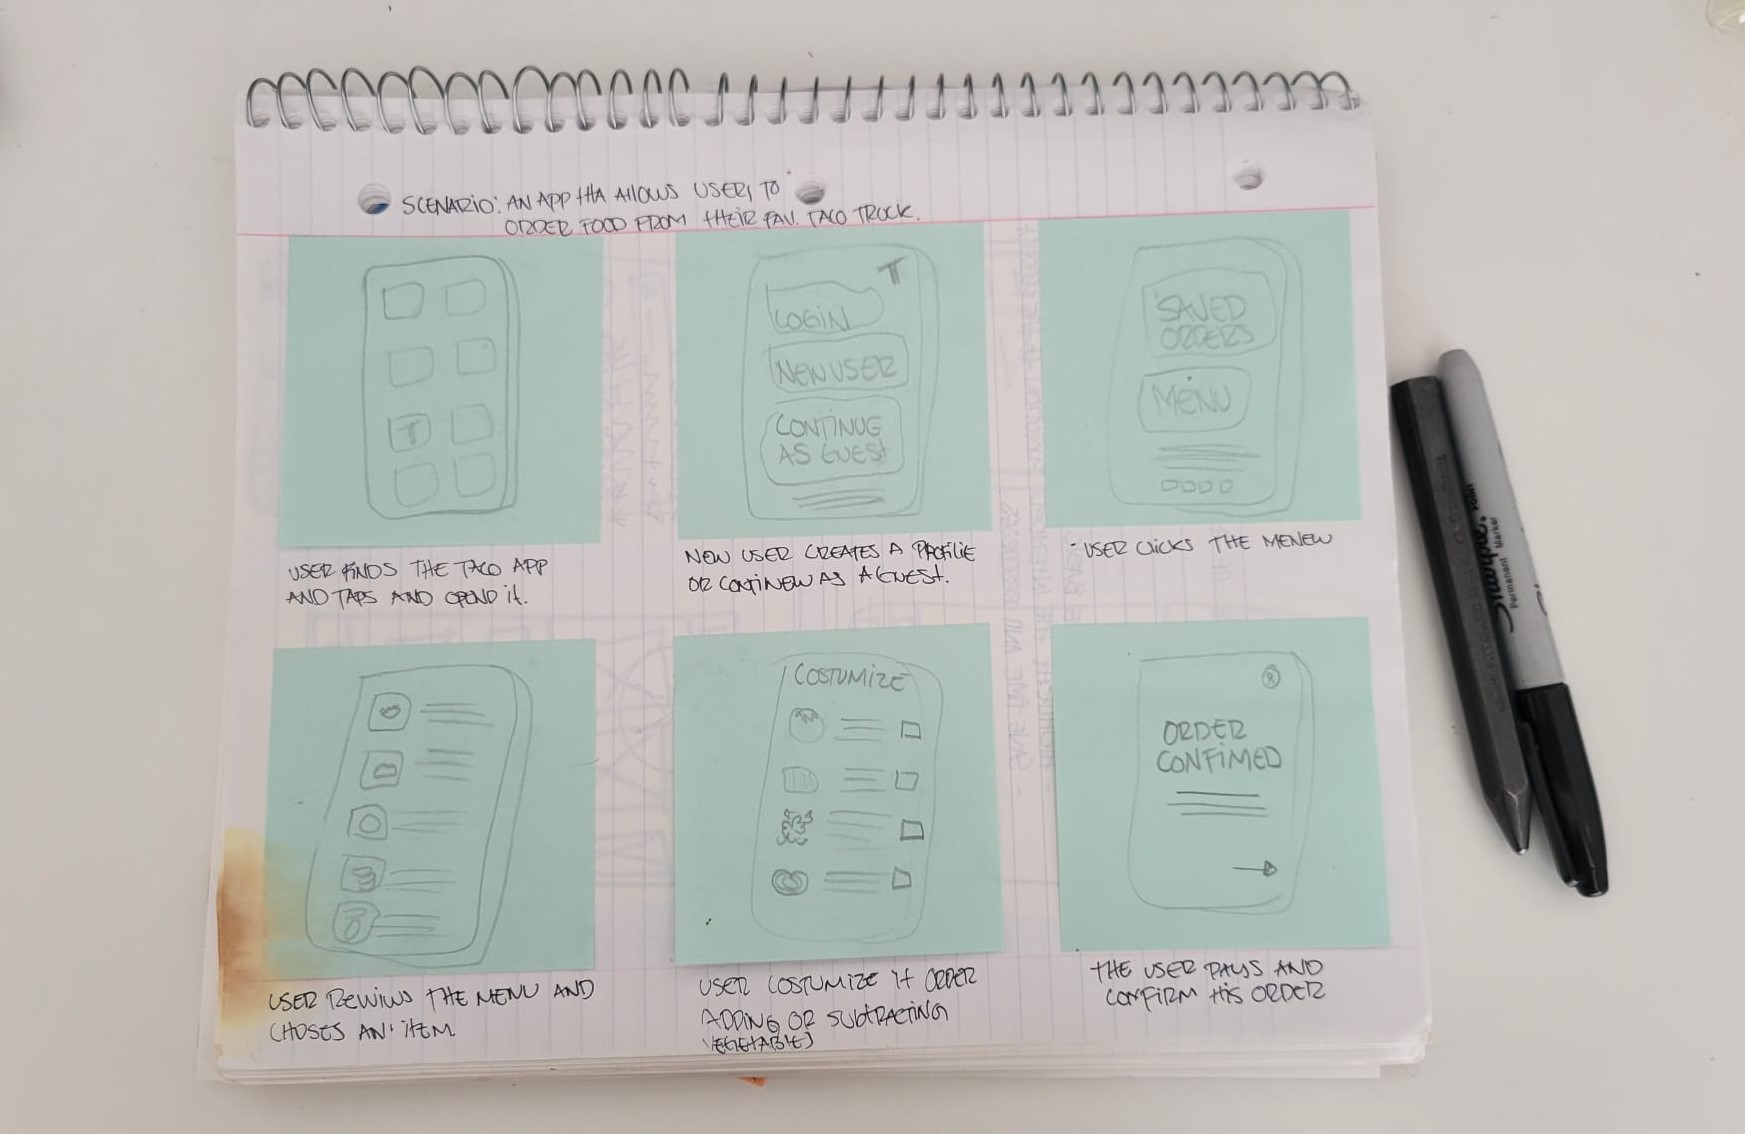 SCENARIO: AN APP tHA AllOWS USER, TO
ORDER FOOD FROM tHEiR FAV. TACO TRUCK.
T
USER FiNDS THE TACO APP
AND TAPS AND OPEND it.
T
LOGiN
NEW USER
CONTiNUE
AS GUESt
NEW USER CREATES A PROFiliE
OR CONTiNEW AS A GUESt.
SAVED
ORDERS
MENU
USER CliCKS THE MENEW
USER REWiWS tHE MENU AND
CHOSES AN iTEM.
COSTUMiZE
USER COSTUMiZE it ORDER
ADDiNG OR SUBtRACTiNG
VEGETABlES
ORDER
CONFiMED
tHE USER PAYS AND
CONFiRM HiS ORDER
Sharpie.
Permanent Marker